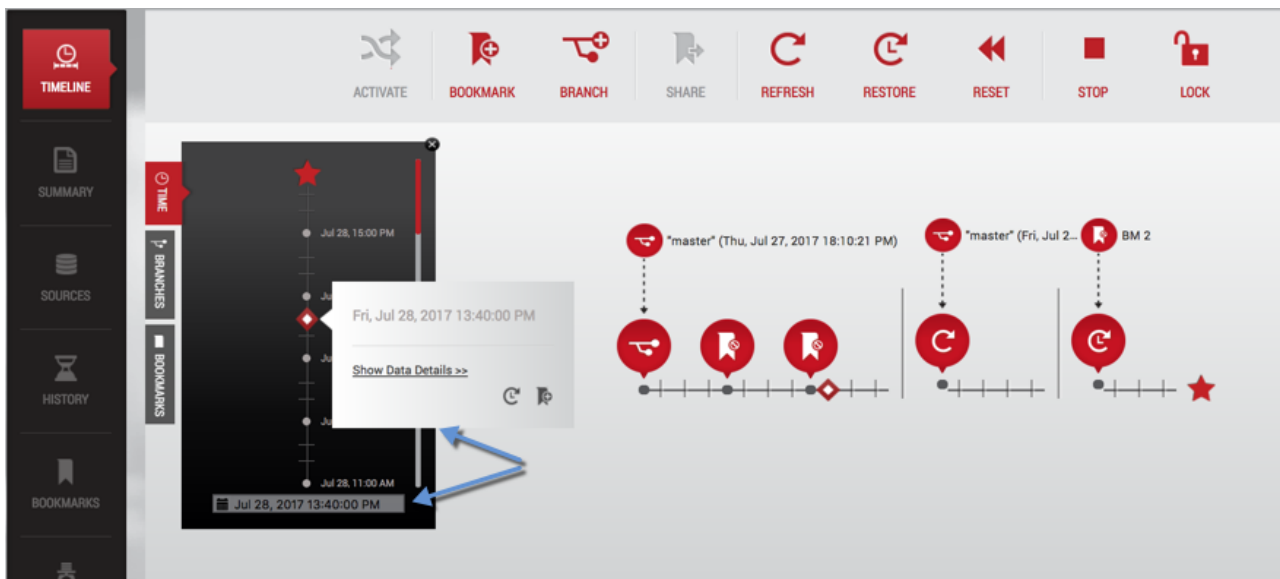 TIMELINE
SUMMARY
SOURCES
HISTORY
BOOKMARKS
ACTIVATE
BOOKMARK
BRANCH
SHARE
REFRESH
RESTORE
RESET
STOP
LOCK
TIME
BRANCHES
BOOKMARKS
Jul 28, 15:00 PM
Ju
Fri, Jul 28, 2017 13:40:00 PM
Ju
Show Data Details >>
Ju
Jul 28, 11:00 AM
Jul 28, 2017 13:40:00 PM
"master" (Thu, Jul 27, 2017 18:10:21 PM)
"master" (Fri, Jul 2...
BM 2